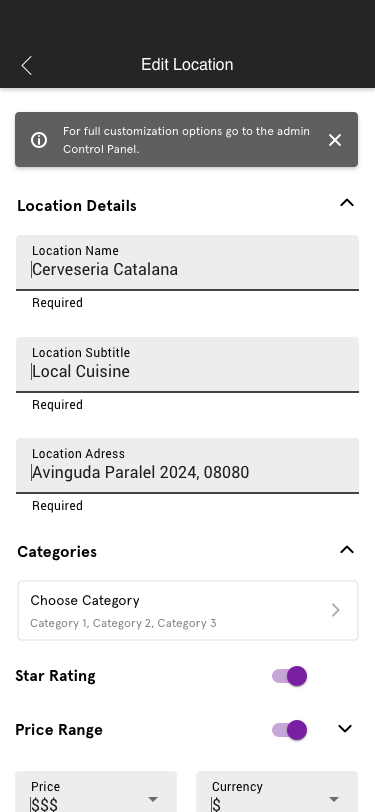 Edit Location
For full customization options go to the admin
Control Panel.
Location Details
Location Name
Cerveseria Catalana
Required
Location Subtitle
Local Cuisine
Required
Location Adress
Avinguda Paralel 2024, 08080
Required
Categories
Choose Category
Category 1, Category 2, Category 3
Star Rating
Price Range
Price
Currency
$$$
$